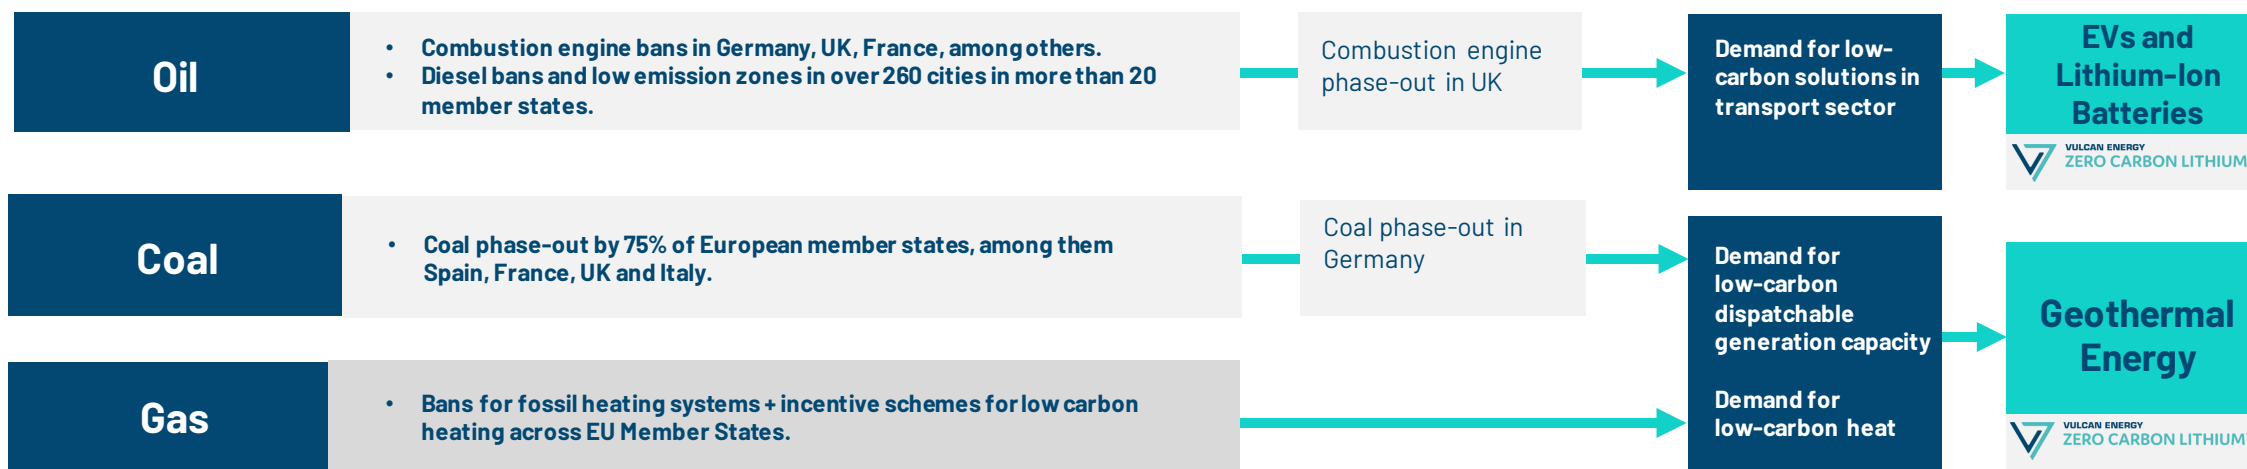 Oil
• Combustion engine bans in Germany, UK, France, among others.
• Diesel bans and low emission zones in over 260 cities in more than 20
member states.
Combustion engine
phase-out in UK
Demand for low-
carbon solutions in
transport sector
EVs and
Lithium-Ion
Batteries
VULCAN ENERGY
ZERO CARBON LITHIUM
Coal
• Coal phase-out by 75% of European member states, among them
Spain, France, UK and Italy.
Coal phase-out in
Germany
Demand for
low-carbon
dispatchable
generation capacity
Demand for
low-carbon heat
Geothermal
Energy
VULCAN ENERGY
ZERO CARBON LITHIUM
Gas
• Bans for fossil heating systems + incentive schemes for low carbon
heating across EU Member States.